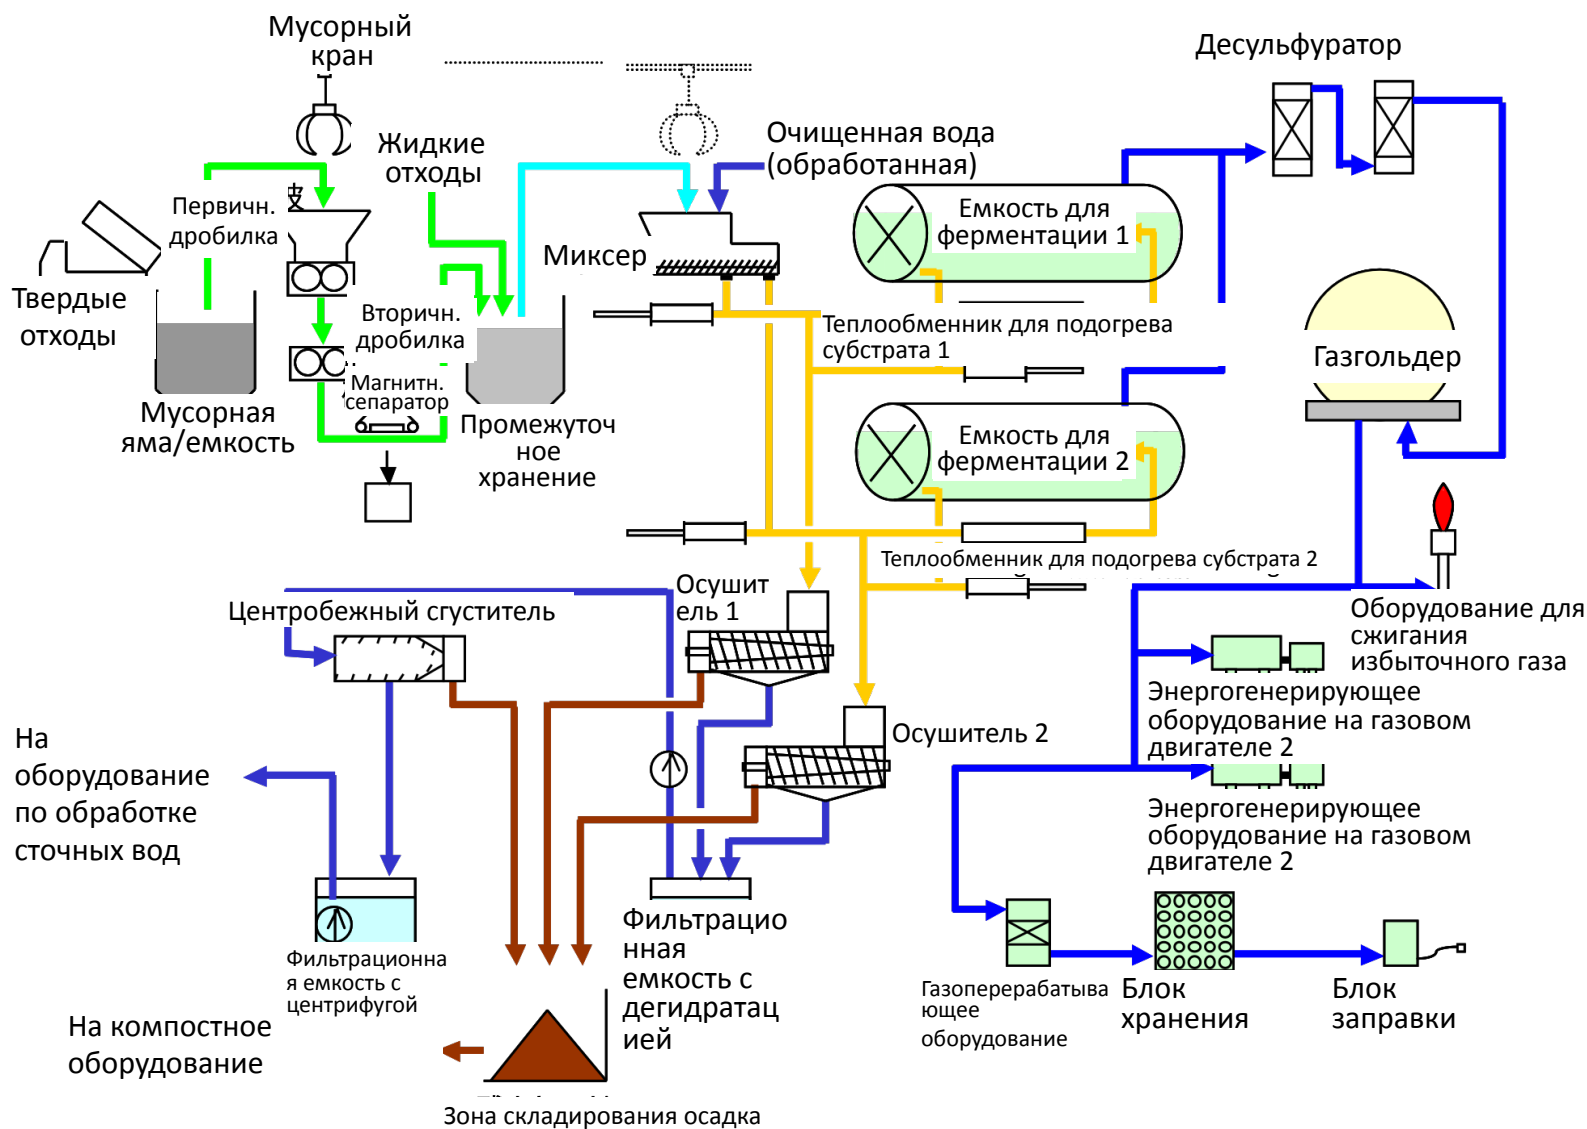 Мусорный
кран
Десульфуратор
Жидкие
отходы
Очищенная вода
(обработанная)
Первичн.
дробилка
Емкость для
ферментации 1
Миксер
Твердые
отходы
Вторичн.
дробилка
Теплообменник для подогрева
субстрата 1
Газгольдер
Магнитн.
сепаратор
Мусорная
яма/емкость
Промежуточ
ное
хранение
Емкость для
ферментации 2
Теплообменник для подогрева субстрата 2
Осушит
ель 1
Центробежный сгуститель
Оборудование для
сжигания
избыточного газа
Энергогенерирующее
оборудование на газовом
двигателе 2
Осушитель 2
На
оборудование
по обработке
сточных вод
Энергогенерирующее
оборудование на газовом
двигателе 2
Фильтрацио
нная
емкость с
дегидратац
ией
Фильтрационна
я емкость с
центрифугой
Газоперерабатыва
ющее
оборудование
Блок
хранения
Блок
заправки
На компостное
оборудование
Зона складирования осадка